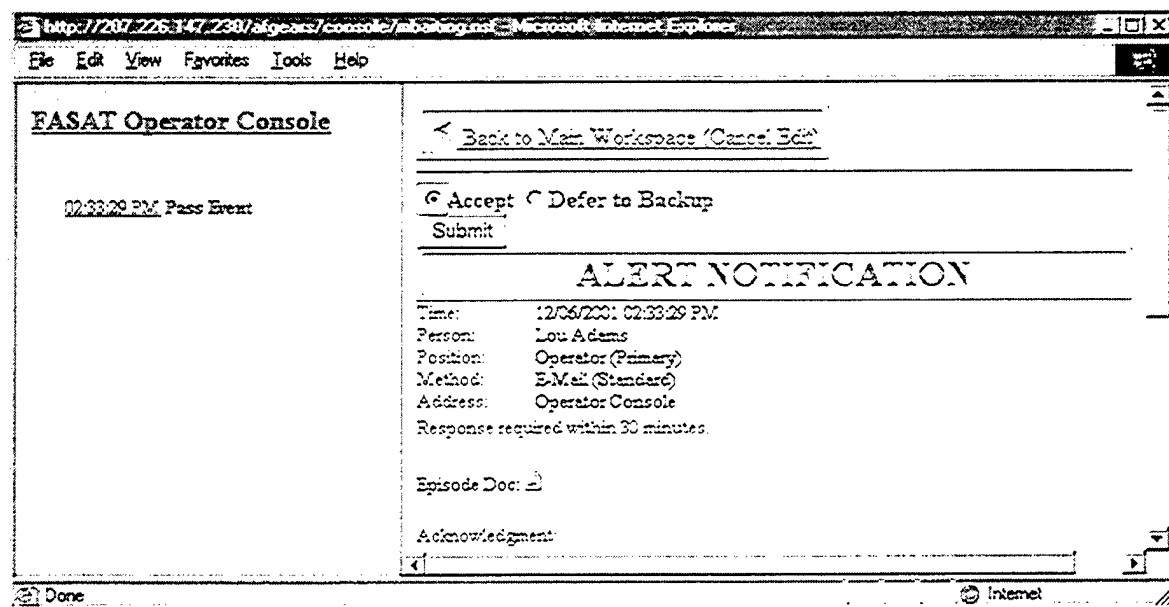 http://207.226.147.230/afgears/console/ - Microsoft Internet Explorer
File Edit View Favorites Tools Help
FASAT Operator Console
02:33:29 PM Pass Event
Back to Main Workspace (Cancel Edit)
Accept Defer to Backup
Submit
ALERT NOTIFICATION
Time: 12/06/2001 02:33:29 PM
Person: Lou Adams
Position: Operator (Primary)
Method: E-Mail (Standard)
Address: Operator Console
Response required within 30 minutes.
Episode Doc:
Acknowledgment:
Done
Internet